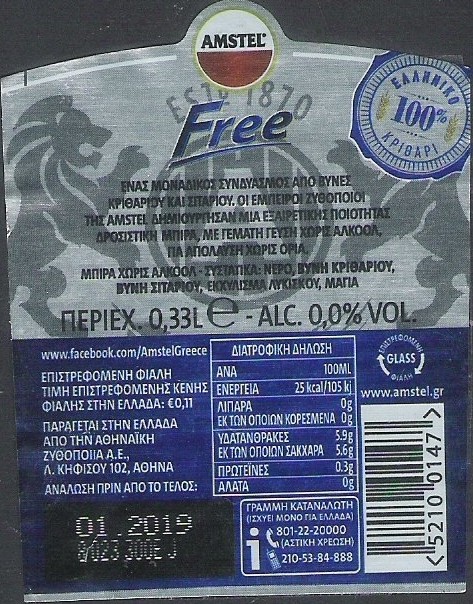 AMSTEL
ESTD 1870
Free
ΕΛΛΗΝΙΚΟ
100%
ΚΡΙΘΑΡΙ
ΕΝΑΣ ΜΟΝΑΔΙΚΟΣ ΣΥΝΔΥΑΣΜΟΣ ΑΠΟ ΒΥΝΕΣ
ΚΡΙΘΑΡΙΟΥ ΚΑΙ ΣΙΤΑΡΙΟΥ. ΟΙ ΕΜΠΕΙΡΟΙ ΖΥΘΟΠΟΙΟΙ
ΤΗΣ AMSTEL ΔΗΜΙΟΥΡΓΗΣΑΝ ΜΙΑ ΕΞΑΙΡΕΤΙΚΗΣ ΠΟΙΟΤΗΤΑΣ
ΔΡΟΣΙΣΤΙΚΗ ΜΠΙΡΑ, ΜΕ ΓΕΜΑΤΗ ΓΕΥΣΗ ΧΩΡΙΣ ΑΛΚΟΟΛ,
ΓΙΑ ΑΠΟΛΑΥΣΗ ΧΩΡΙΣ ΟΡΙΑ.
ΜΠΙΡΑ ΧΩΡΙΣ ΑΛΚΟΟΛ - ΣΥΣΤΑΤΙΚΑ: ΝΕΡΟ, ΒΥΝΗ ΚΡΙΘΑΡΙΟΥ,
ΒΥΝΗ ΣΙΤΑΡΙΟΥ, ΕΚΧΥΛΙΣΜΑ ΛΥΚΙΣΚΟΥ, ΜΑΓΙΑ
ΠΕΡΙΕΧ. 0,33L e - ALC. 0,0% VOL.
www.facebook.com/AmstelGreece
ΕΠΙΣΤΡΕΦΟΜΕΝΗ ΦΙΑΛΗ
ΤΙΜΗ ΕΠΙΣΤΡΕΦΟΜΕΝΗΣ ΚΕΝΗΣ
ΦΙΑΛΗΣ ΣΤΗΝ ΕΛΛΑΔΑ: €0,11
ΠΑΡΑΓΕΤΑΙ ΣΤΗΝ ΕΛΛΑΔΑ
ΑΠΟ ΤΗΝ ΑΘΗΝΑΪΚΗ
ΖΥΘΟΠΟΙΙΑ Α.Ε.,
Λ. ΚΗΦΙΣΟΥ 102, ΑΘΗΝΑ
ΑΝΑΛΩΣΗ ΠΡΙΝ ΑΠΟ ΤΟ ΤΕΛΟΣ:
01 2019
ΔΙΑΤΡΟΦΙΚΗ ΔΗΛΩΣΗ
ΑΝΑ 100ML
ΕΝΕΡΓΕΙΑ 25 kcal/105 kj
ΛΙΠΑΡΑ 0g
ΕΚ ΤΩΝ ΟΠΟΙΩΝ ΚΟΡΕΣΜΕΝΑ 0g
ΥΔΑΤΑΝΘΡΑΚΕΣ 5.9g
ΕΚ ΤΩΝ ΟΠΟΙΩΝ ΣΑΚΧΑΡΑ 5.6g
ΠΡΩΤΕΪΝΕΣ 0.3g
ΑΛΑΤΑ 0g
ΓΡΑΜΜΗ ΚΑΤΑΝΑΛΩΤΗ
(ΙΣΧΥΕΙ ΜΟΝΟ ΓΙΑ ΕΛΛΑΔΑ)
801-22-20000
(ΑΣΤΙΚΗ ΧΡΕΩΣΗ)
210-53-84-888
ΕΠΙΣΤΡΕΦΟΜΕΝΗ
GLASS
ΦΙΑΛΗ
www.amstel.gr
<52100147>